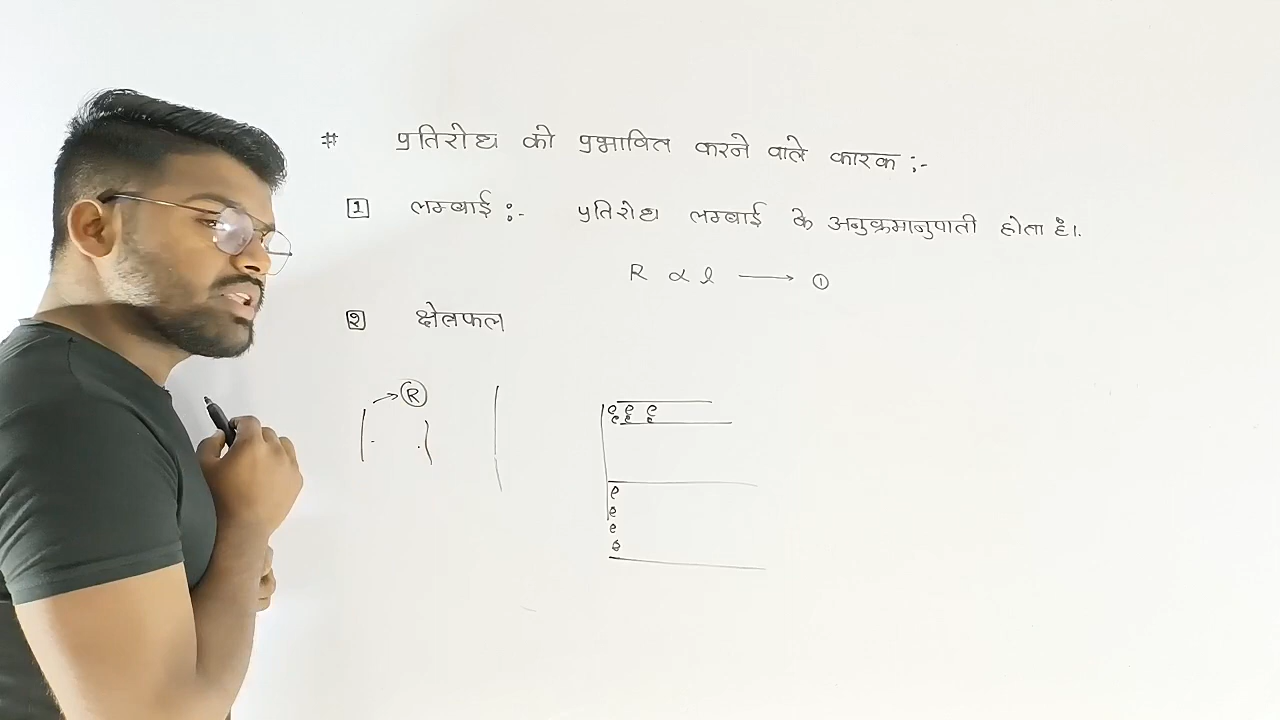 # प्रतिरोध को प्रभावित करने वाले कारक :-
1 लम्बाई :- प्रतिरोध लम्बाई के अनुक्रमानुपाती होता है।
R ∝ l ⟶ ①
2 क्षेत्रफल
→ R
e e e
e e e
e
e
e
e